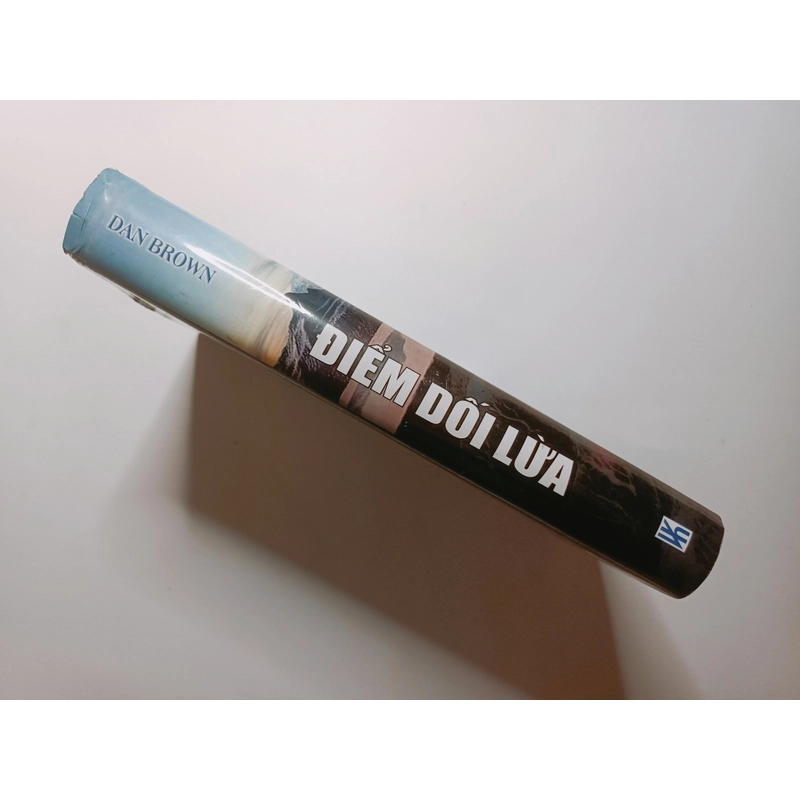 DAN BROWN
ĐIỂM DỐI LỪA